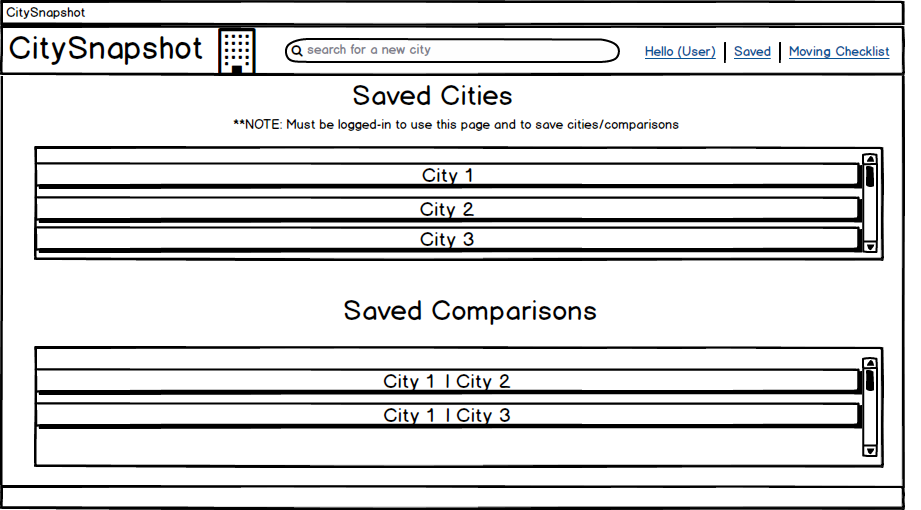 CitySnapshot
CitySnapshot
search for a new city
Hello (User) | Saved | Moving Checklist
Saved Cities
**NOTE: Must be logged-in to use this page and to save cities/comparisons
City 1
City 2
City 3
Saved Comparisons
City 1 | City 2
City 1 | City 3